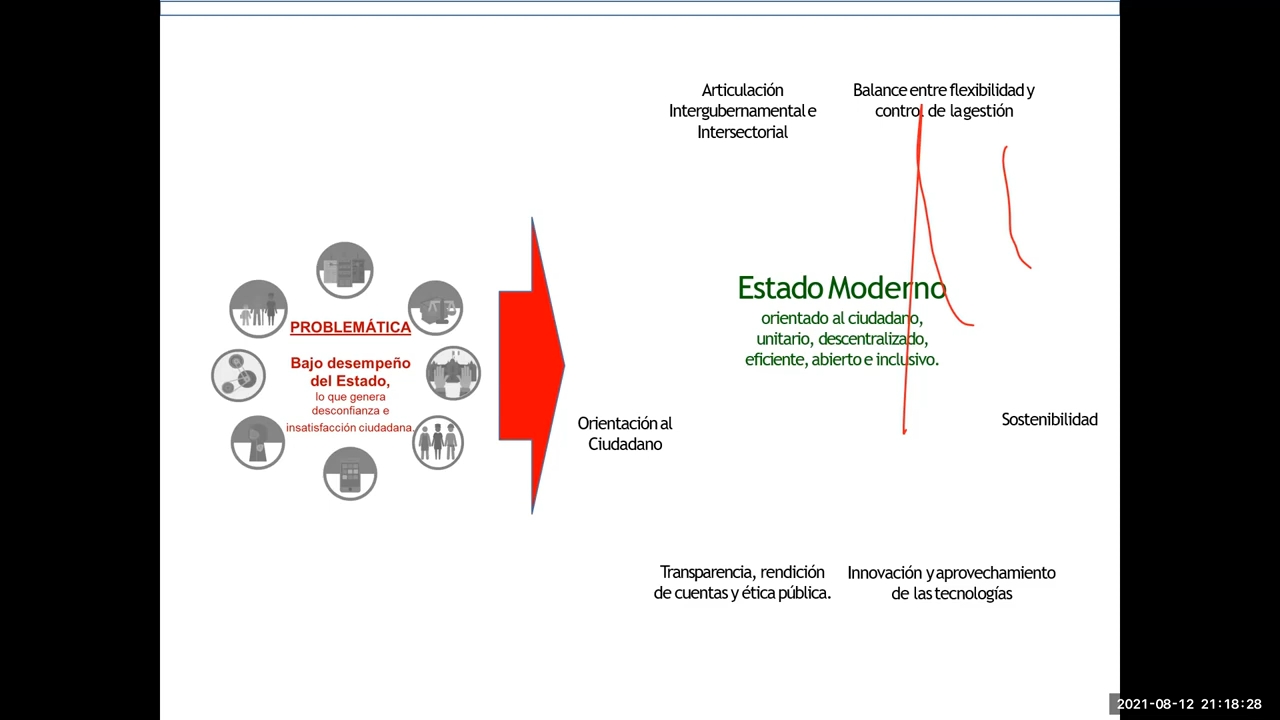 Articulación
Intergubernamental e
Intersectorial
Balance entre flexibilidad y
control de la gestión
PROBLEMÁTICA
Bajo desempeño
del Estado,
lo que genera
desconfianza e
insatisfacción ciudadana.
Estado Moderno
orientado al ciudadano,
unitario, descentralizado,
eficiente, abierto e inclusivo.
Orientación al
Ciudadano
Sostenibilidad
Transparencia, rendición
de cuentas y ética pública.
Innovación y aprovechamiento
de las tecnologías
2021-08-12 21:18:28